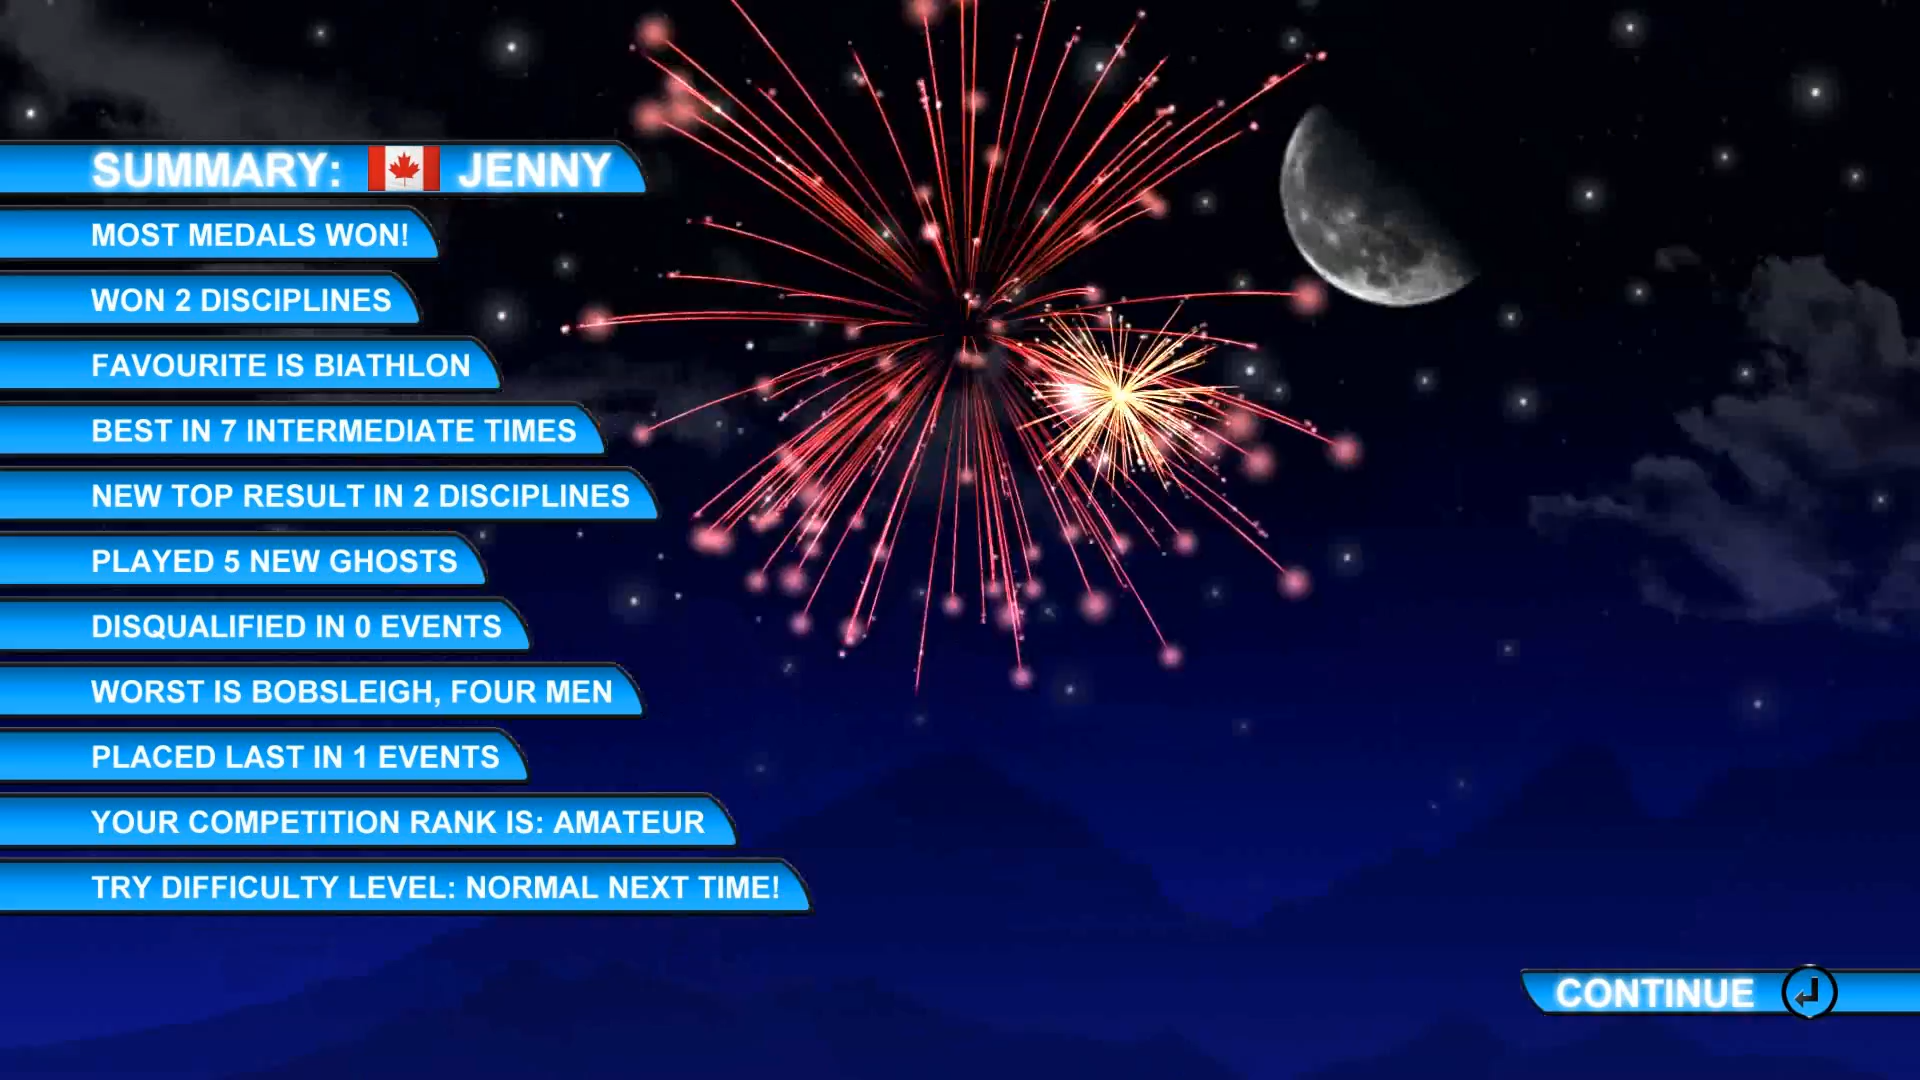 SUMMARY: JENNY
MOST MEDALS WON!
WON 2 DISCIPLINES
FAVOURITE IS BIATHLON
BEST IN 7 INTERMEDIATE TIMES
NEW TOP RESULT IN 2 DISCIPLINES
PLAYED 5 NEW GHOSTS
DISQUALIFIED IN 0 EVENTS
WORST IS BOBSLEIGH, FOUR MEN
PLACED LAST IN 1 EVENTS
YOUR COMPETITION RANK IS: AMATEUR
TRY DIFFICULTY LEVEL: NORMAL NEXT TIME!
CONTINUE